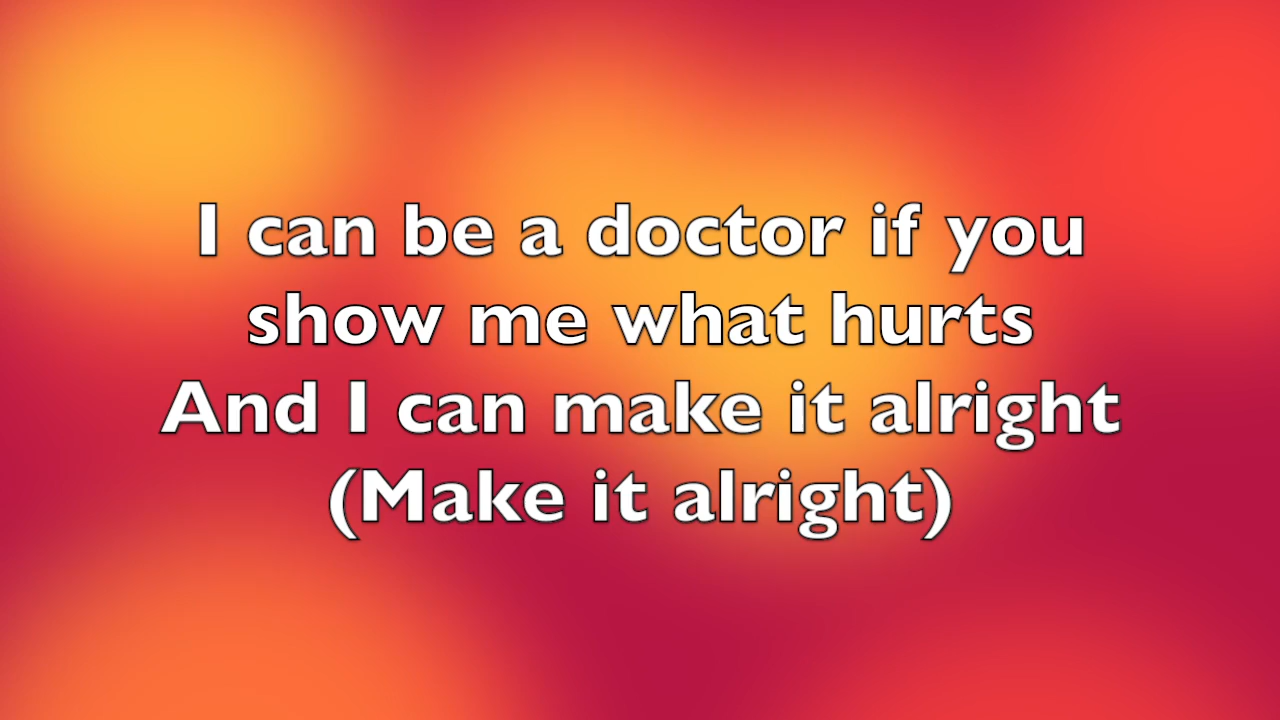 I can be a doctor if you
show me what hurts
And I can make it alright
(Make it alright)